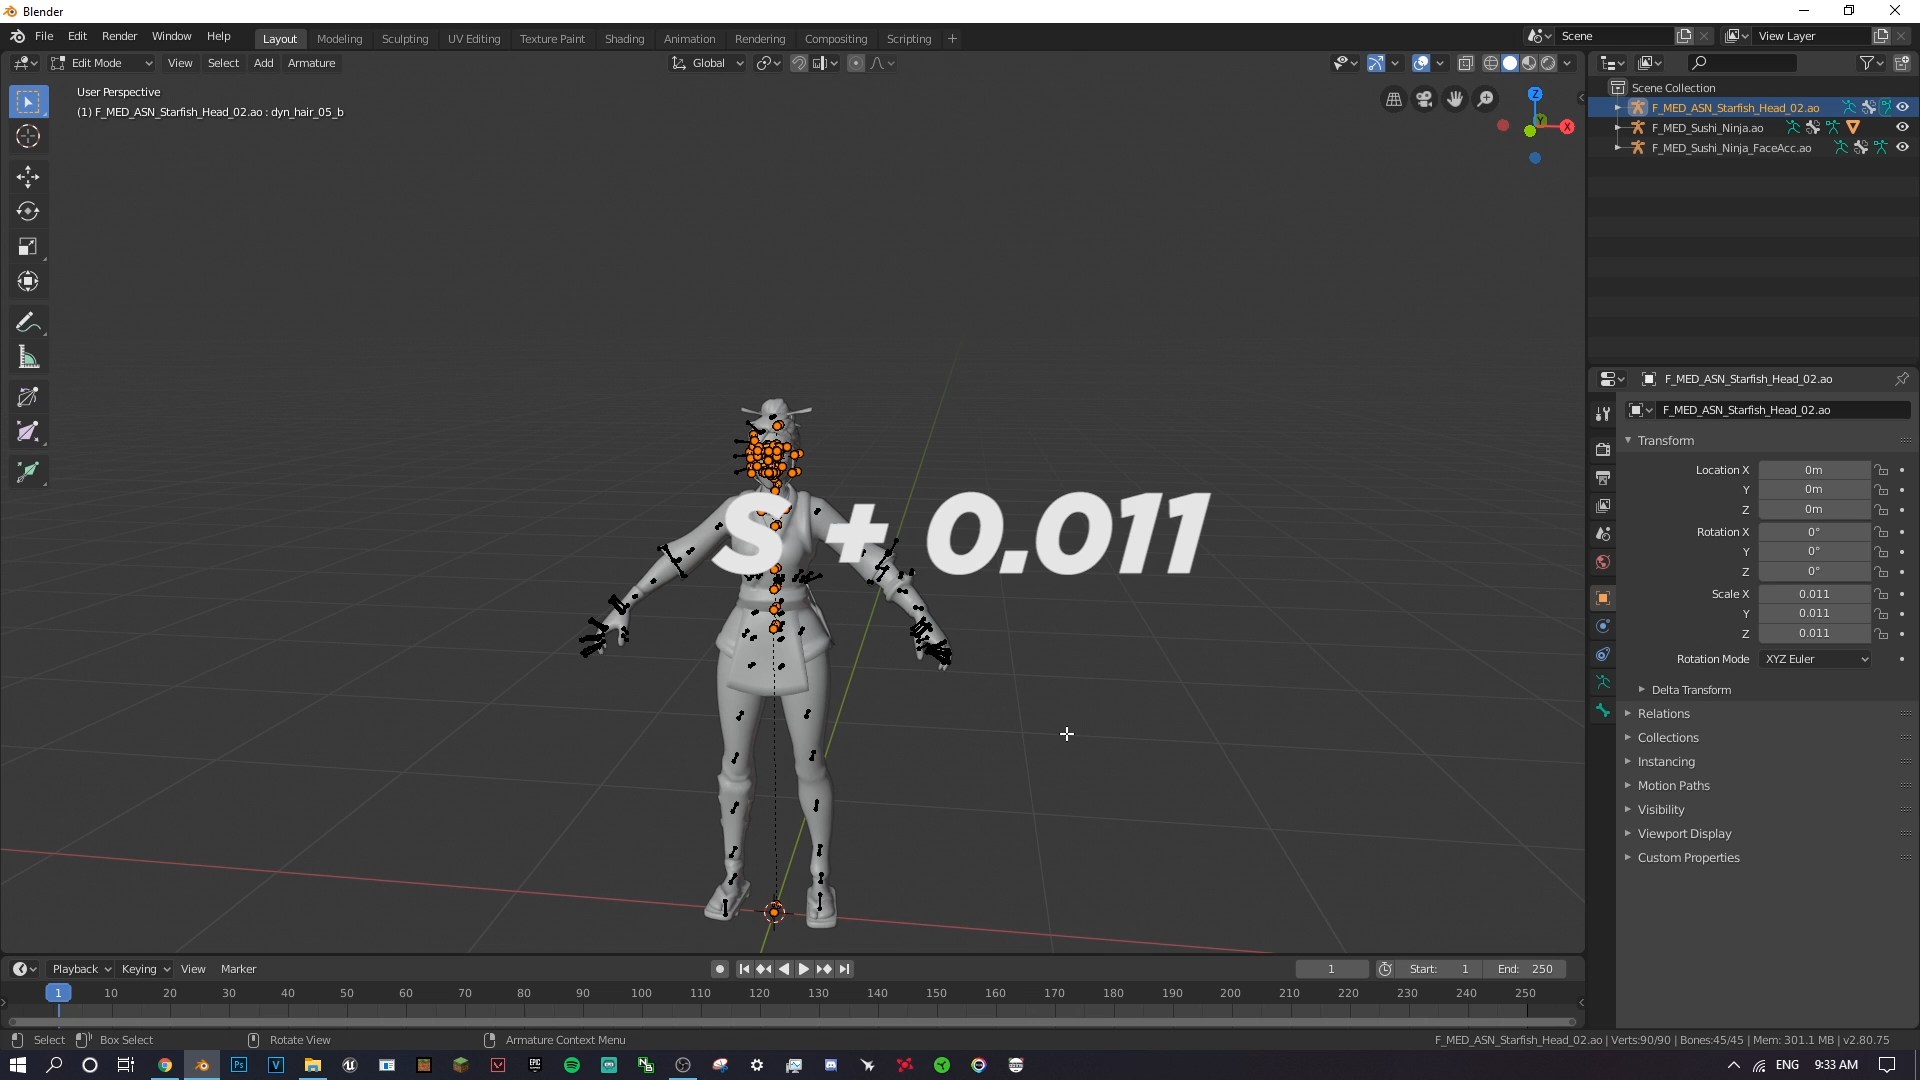 Blender
File Edit Render Window Help
Layout Modeling Sculpting UV Editing Texture Paint Shading Animation Rendering Compositing Scripting +
Scene View Layer
Edit Mode View Select Add Armature Global
User Perspective
(1) F_MED_ASN_Starfish_Head_02.ao : dyn_hair_05_b
Z
Y
X
Scene Collection
F_MED_ASN_Starfish_Head_02.ao
F_MED_Sushi_Ninja.ao
F_MED_Sushi_Ninja_FaceAcc.ao
S + 0.011
F_MED_ASN_Starfish_Head_02.ao
F_MED_ASN_Starfish_Head_02.ao
Transform
Location X 0m
Y 0m
Z 0m
Rotation X 0°
Y 0°
Z 0°
Scale X 0.011
Y 0.011
Z 0.011
Rotation Mode XYZ Euler
Delta Transform
Relations
Collections
Instancing
Motion Paths
Visibility
Viewport Display
Custom Properties
Playback Keying View Marker 1 Start: 1 End: 250
1 10 20 30 40 50 60 70 80 90 100 110 120 130 140 150 160 170 180 190 200 210 220 230 240 250
Select Box Select Rotate View Armature Context Menu
F_MED_ASN_Starfish_Head_02.ao | Verts:90/90 | Bones:45/45 | Mem: 301.1 MB | v2.80.75
Ps V EPIC ENG 9:33 AM